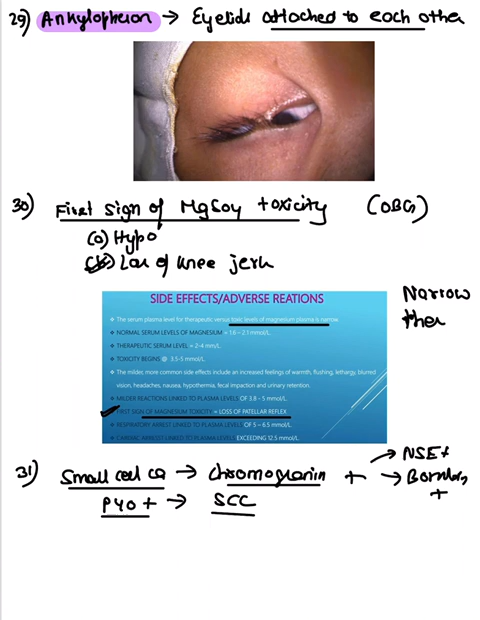 29) Ankylopheron → Eyelids attached to each other
30) First sign of MgSo4 toxicity (OBG)
(a) Hypo
(b) Loss of knee jerk
SIDE EFFECTS/ADVERSE REATIONS
The serum plasma level for therapeutic versus toxic levels of magnesium plasma is narrow.
NORMAL SERUM LEVELS OF MAGNESIUM = 1.6 – 2.1 mmol/L.
THERAPEUTIC SERUM LEVEL = 2-4 mm/L.
TOXICITY BEGINS @ 3.5-5 mmol/L.
The milder, more common side effects include an increased feelings of warmth, flushing, lethargy, blurred
vision, headaches, nausea, hypothermia, fecal impaction and urinary retention.
MILDER REACTIONS LINKED TO PLASMA LEVELS OF 3.8 – 5 mmol/L.
FIRST SIGN OF MAGNESIUM TOXICITY = LOSS OF PATELLAR REFLEX
RESPIRATORY ARREST LINKED TO PLASMA LEVELS OF 5 – 6.5 mmol/L.
CARDIAC ARREST LINKED TO PLASMA LEVELS EXCEEDING 12.5 mmol/L.
Narrow
ther
31) Small cell ca → chromogranin + → NSE+
→ Bombesin +
P40 + → SCC